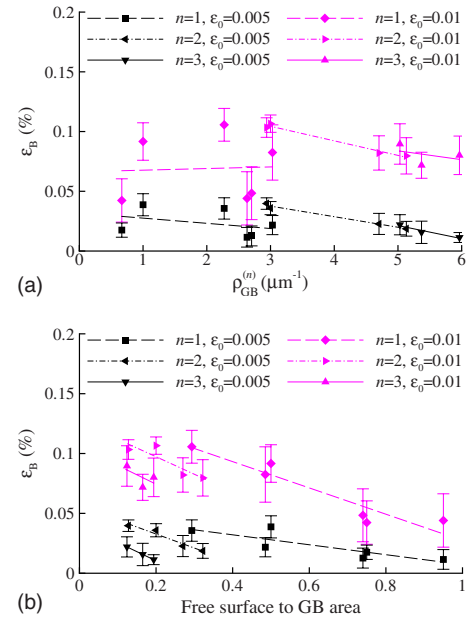 n=1, ε₀=0.005 n=1, ε₀=0.01
n=2, ε₀=0.005 n=2, ε₀=0.01
n=3, ε₀=0.005 n=3, ε₀=0.01
0.2
0.15
0.1
0.05
0
ε_B (%)
0 1 2 3 4 5 6
(a) ρ_GB^(n) (μm⁻¹)
n=1, ε₀=0.005 n=1, ε₀=0.01
n=2, ε₀=0.005 n=2, ε₀=0.01
n=3, ε₀=0.005 n=3, ε₀=0.01
0.2
0.15
0.1
0.05
0
ε_B (%)
0 0.2 0.4 0.6 0.8 1
(b) Free surface to GB area